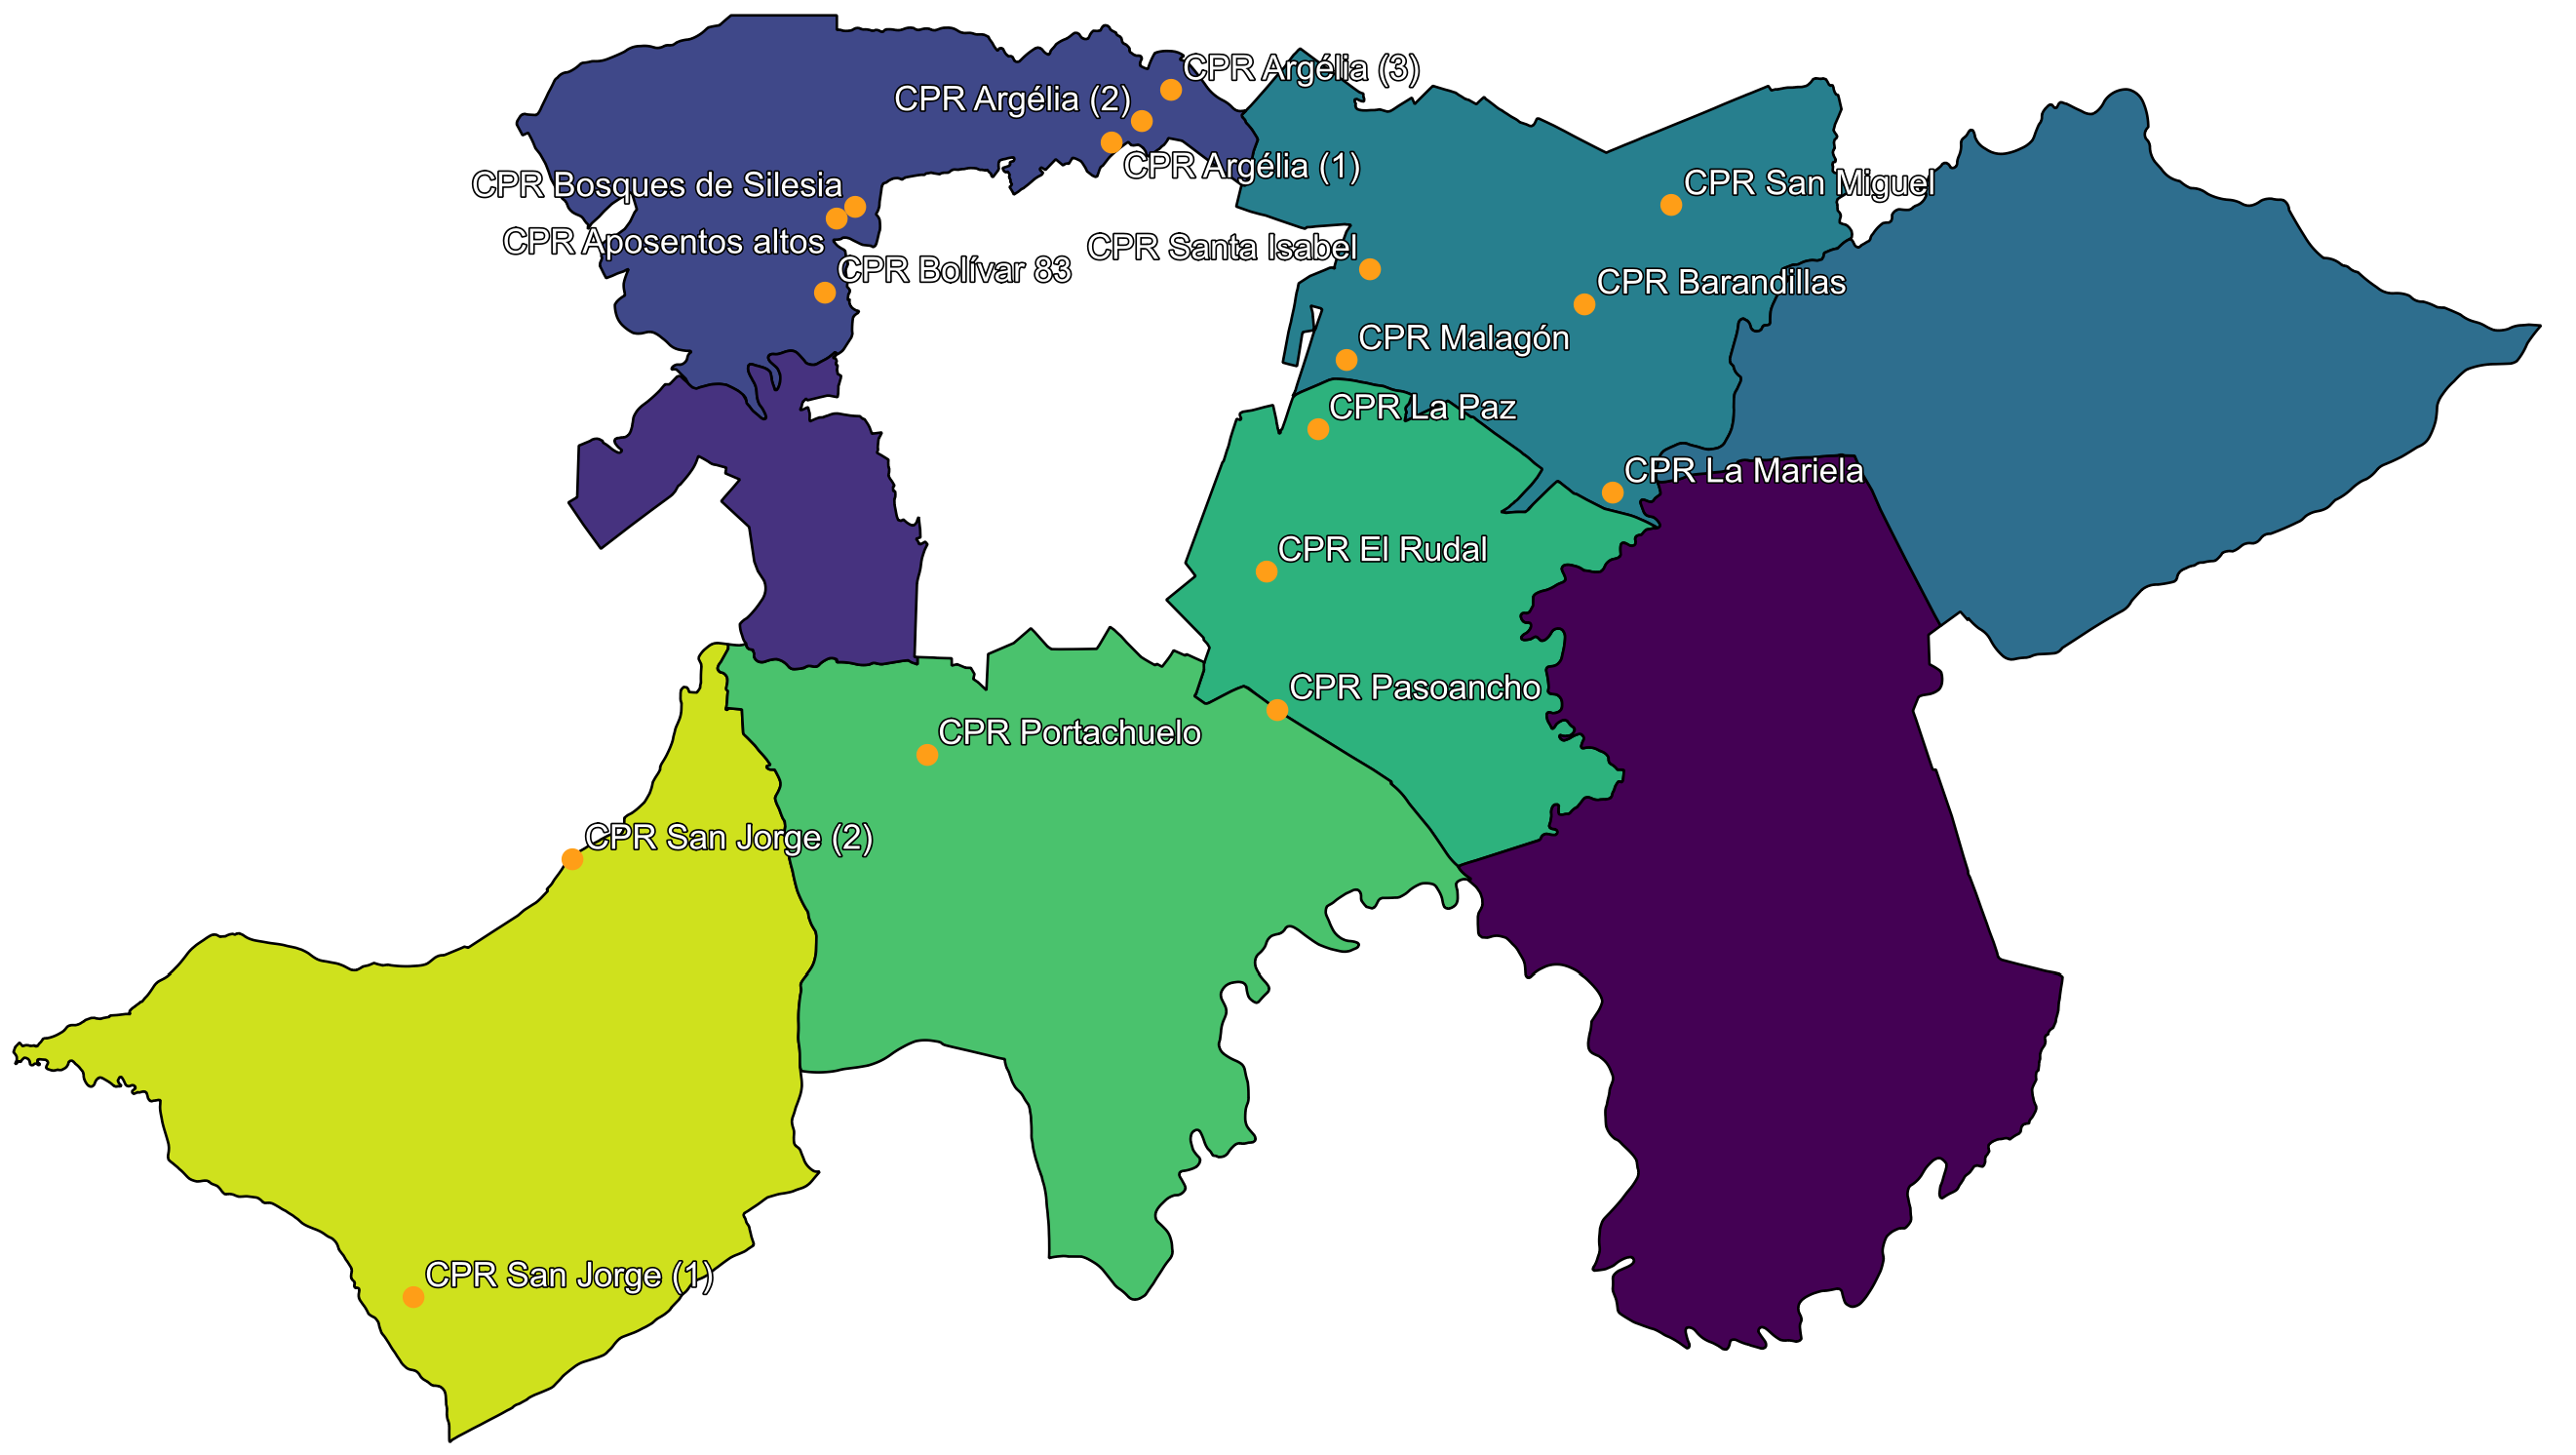 CPR Argélia (3)
CPR Argélia (2)
CPR Argélia (1)
CPR Bosques de Silesia
CPR San Miguel
CPR Aposentos altos
CPR Santa Isabel
CPR Bolívar 83
CPR Barandillas
CPR Malagón
CPR La Paz
CPR La Mariela
CPR El Rudal
CPR Pasoancho
CPR Portachuelo
CPR San Jorge (2)
CPR San Jorge (1)